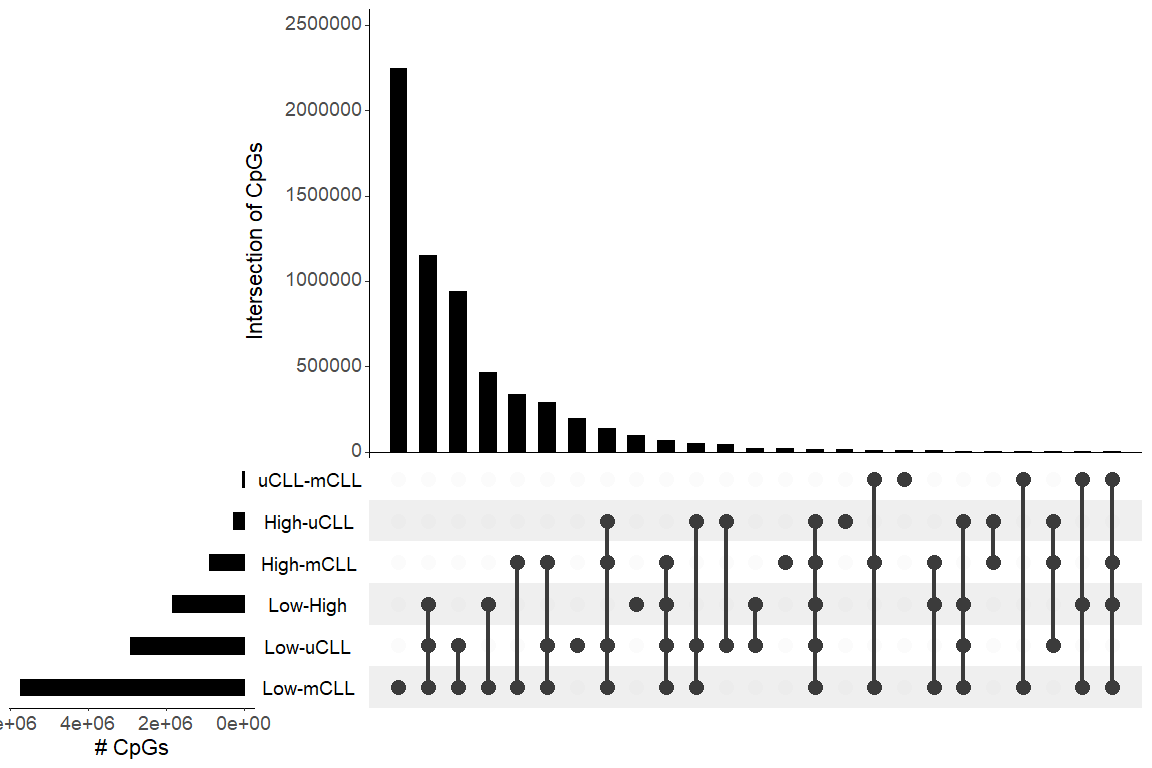 2500000
2000000
1500000
1000000
500000
0
Intersection of CpGs
uCLL-mCLL
High-uCLL
High-mCLL
Low-High
Low-uCLL
Low-mCLL
e+06 4e+06 2e+06 0e+00
# CpGs